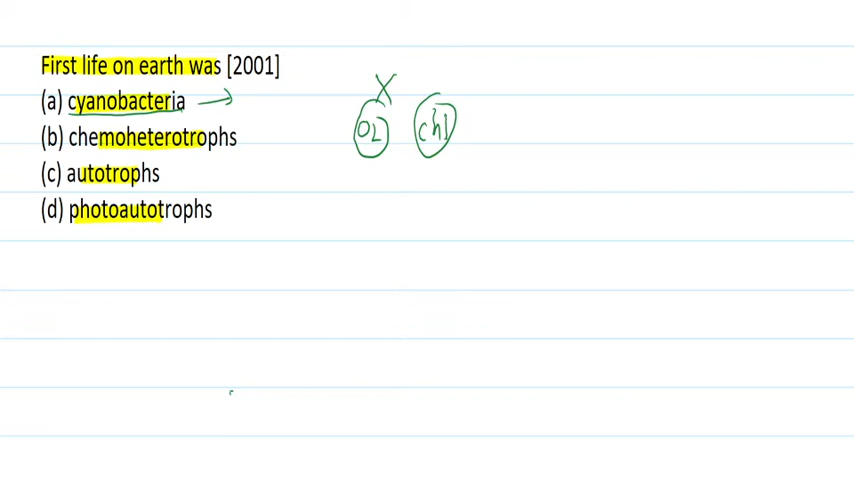 First life on earth was [2001]
(a) cyanobacteria
(b) chemoheterotrophs
(c) autotrophs
(d) photoautotrophs
X
O2 chl